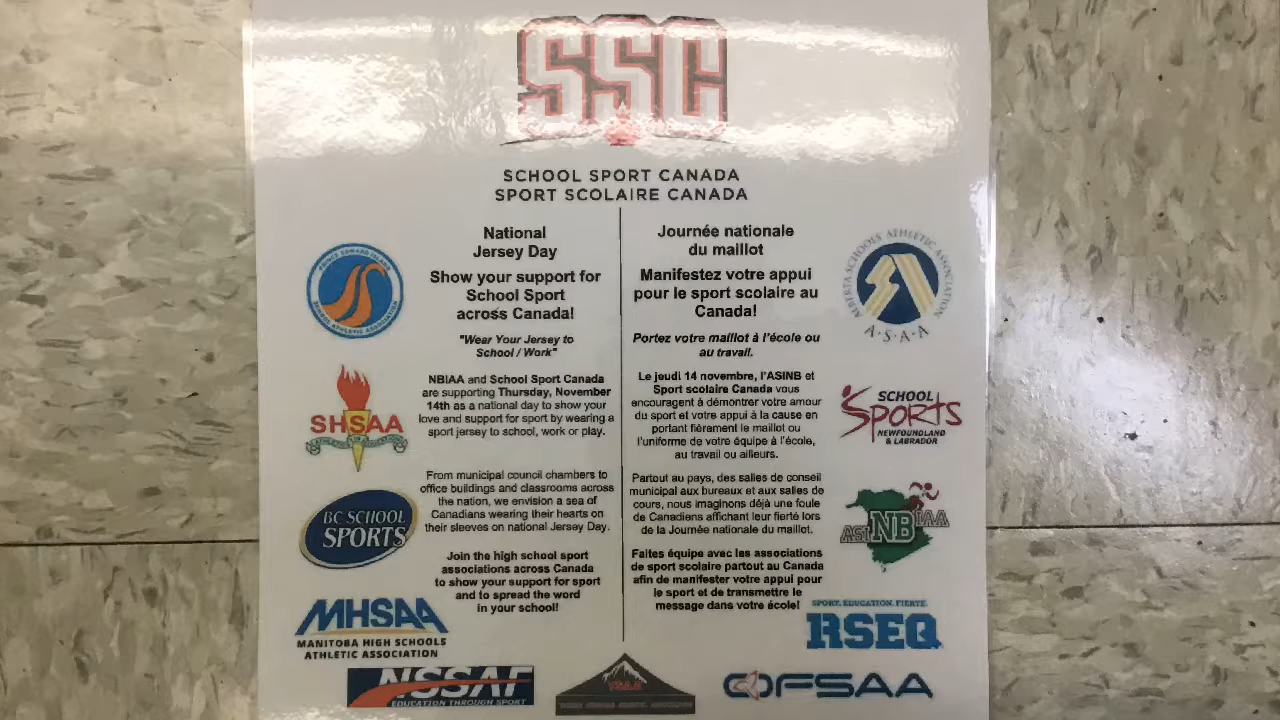 SSC
SCHOOL SPORT CANADA
SPORT SCOLAIRE CANADA
National
Jersey Day
Show your support for
School Sport
across Canada!
"Wear Your Jersey to
School / Work"
NBIAA and School Sport Canada
are supporting Thursday, November
14th as a national day to show your
love and support for sport by wearing a
sport jersey to school, work or play.
From municipal council chambers to
office buildings and classrooms across
the nation, we envision a sea of
Canadians wearing their hearts on
their sleeves on national Jersey Day.
Join the high school sport
associations across Canada
to show your support for sport
and to spread the word
in your school!
Journée nationale
du maillot
Manifestez votre appui
pour le sport scolaire au
Canada!
Portez votre maillot à l'école ou
au travail.
Le jeudi 14 novembre, l'ASINB et
Sport scolaire Canada vous
encouragent à démontrer votre amour
du sport et votre appui à la cause en
portant fièrement le maillot ou
l'uniforme de votre équipe à l'école,
au travail ou ailleurs.
Partout au pays, des salles de conseil
municipal aux bureaux et aux salles de
cours, nous imaginons déjà une foule
de Canadiens affichant leur fierté lors
de la Journée nationale du maillot.
Faites équipe avec les associations
de sport scolaire partout au Canada
afin de manifester votre appui pour
le sport et de transmettre le
message dans votre école!
PRINCE EDWARD ISLAND
SCHOOL ATHLETIC ASSOCIATION
SHSAA
BC SCHOOL
SPORTS
MHSAA
MANITOBA HIGH SCHOOLS
ATHLETIC ASSOCIATION
NSSAF
EDUCATION THROUGH SPORT
ALBERTA SCHOOLS ATHLETIC ASSOCIATION
A·S·A·A
SCHOOL
SPORTS
NEWFOUNDLAND
& LABRADOR
ASINBIAA
SPORT. ÉDUCATION. FIERTÉ.
RSEQ
OFSAA